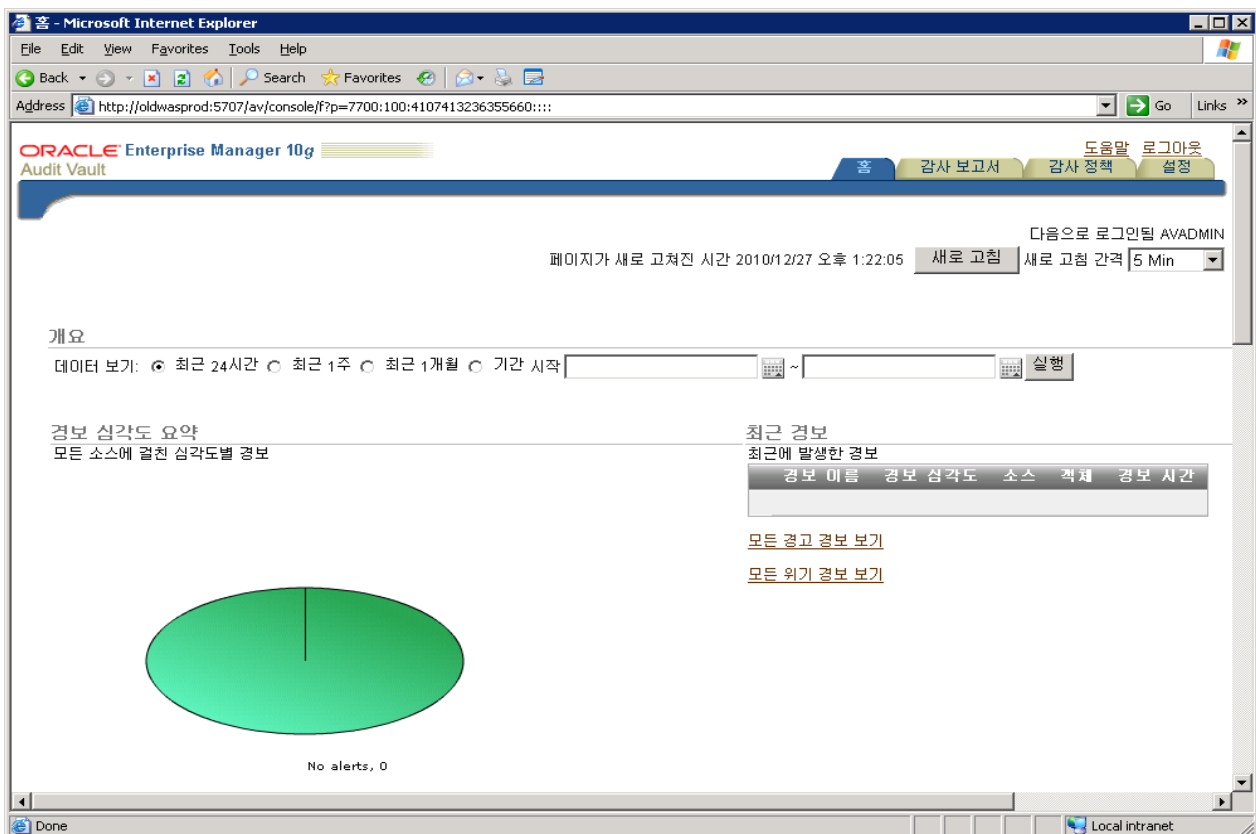 홈 - Microsoft Internet Explorer
File Edit View Favorites Tools Help
Back Search Favorites
Address http://oldwasprod:5707/av/console/f?p=7700:100:4107413236355660:::: Go Links »
ORACLE Enterprise Manager 10g
Audit Vault
도움말 로그아웃
홈 감사 보고서 감사 정책 설정
다음으로 로그인됨 AVADMIN
페이지가 새로 고쳐진 시간 2010/12/27 오후 1:22:05 새로 고침 새로 고침 간격 5 Min
개요
데이터 보기: 최근 24시간 최근 1주 최근 1개월 기간 시작 ~ 실행
경보 심각도 요약
모든 소스에 걸친 심각도별 경보
최근 경보
최근에 발생한 경보
경보 이름 경보 심각도 소스 객체 경보 시간
모든 경고 경보 보기
모든 위기 경보 보기
No alerts, 0
Done Local intranet